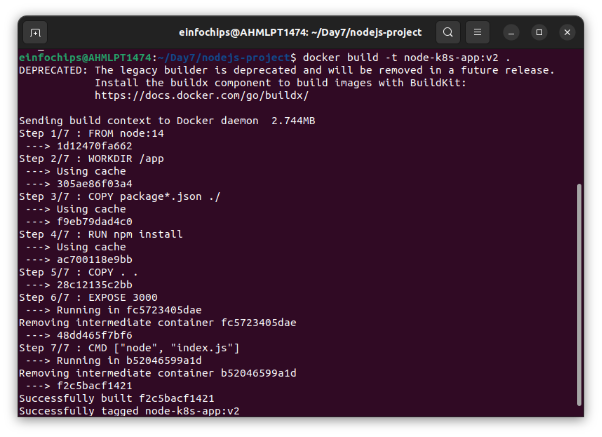 einfochips@AHMLPT1474: ~/Day7/nodejs-project
einfochips@AHMLPT1474:~/Day7/nodejs-project$ docker build -t node-k8s-app:v2 .
DEPRECATED: The legacy builder is deprecated and will be removed in a future release.
            Install the buildx component to build images with BuildKit:
            https://docs.docker.com/go/buildx/

Sending build context to Docker daemon  2.744MB
Step 1/7 : FROM node:14
 ---> 1d12470fa662
Step 2/7 : WORKDIR /app
 ---> Using cache
 ---> 305ae86f03a4
Step 3/7 : COPY package*.json ./
 ---> Using cache
 ---> f9eb79dad4c0
Step 4/7 : RUN npm install
 ---> Using cache
 ---> ac700118e9bb
Step 5/7 : COPY . .
 ---> 28c12135c2bb
Step 6/7 : EXPOSE 3000
 ---> Running in fc5723405dae
Removing intermediate container fc5723405dae
 ---> 48dd465f7bf6
Step 7/7 : CMD ["node", "index.js"]
 ---> Running in b52046599a1d
Removing intermediate container b52046599a1d
 ---> f2c5bacf1421
Successfully built f2c5bacf1421
Successfully tagged node-k8s-app:v2